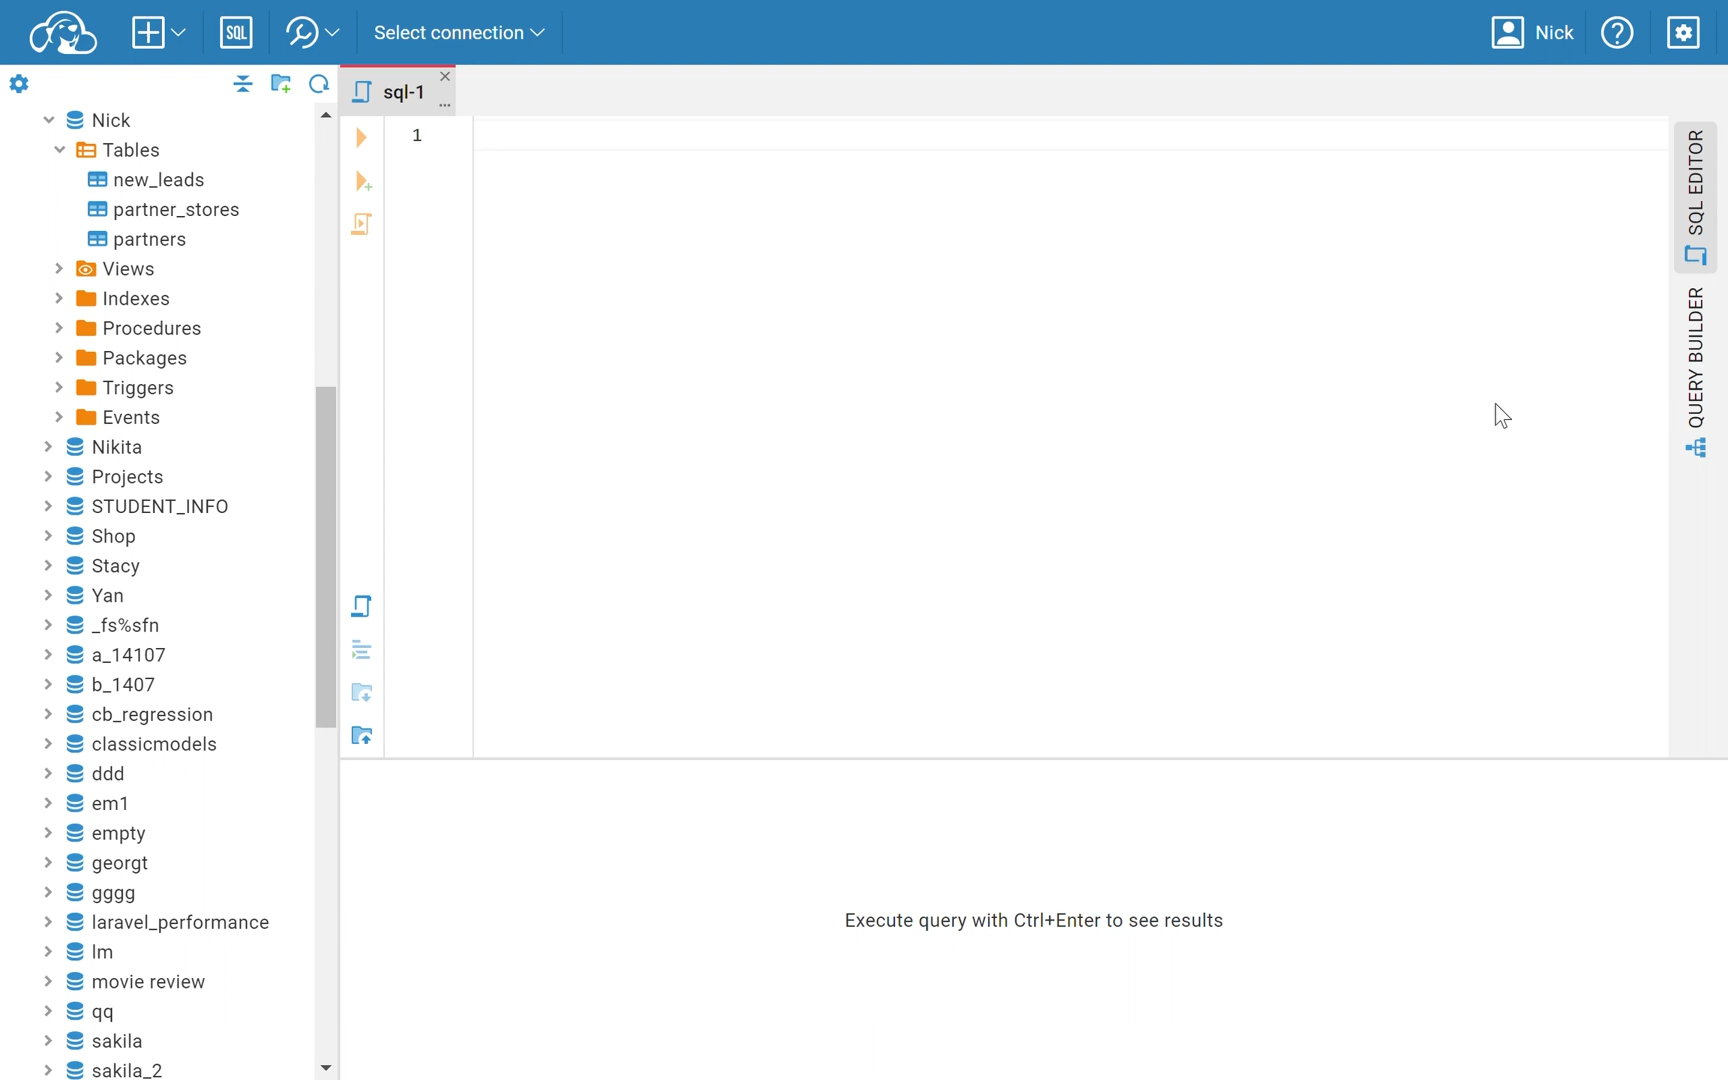 SQL
Select connection
Nick
sql-1
...
Nick
Tables
new_leads
partner_stores
partners
Views
Indexes
Procedures
Packages
Triggers
Events
Nikita
Projects
STUDENT_INFO
Shop
Stacy
Yan
_fs%sfn
a_14107
b_1407
cb_regression
classicmodels
ddd
em1
empty
georgt
gggg
laravel_performance
lm
movie review
qq
sakila
sakila_2
1
SQL EDITOR
QUERY BUILDER
Execute query with Ctrl+Enter to see results